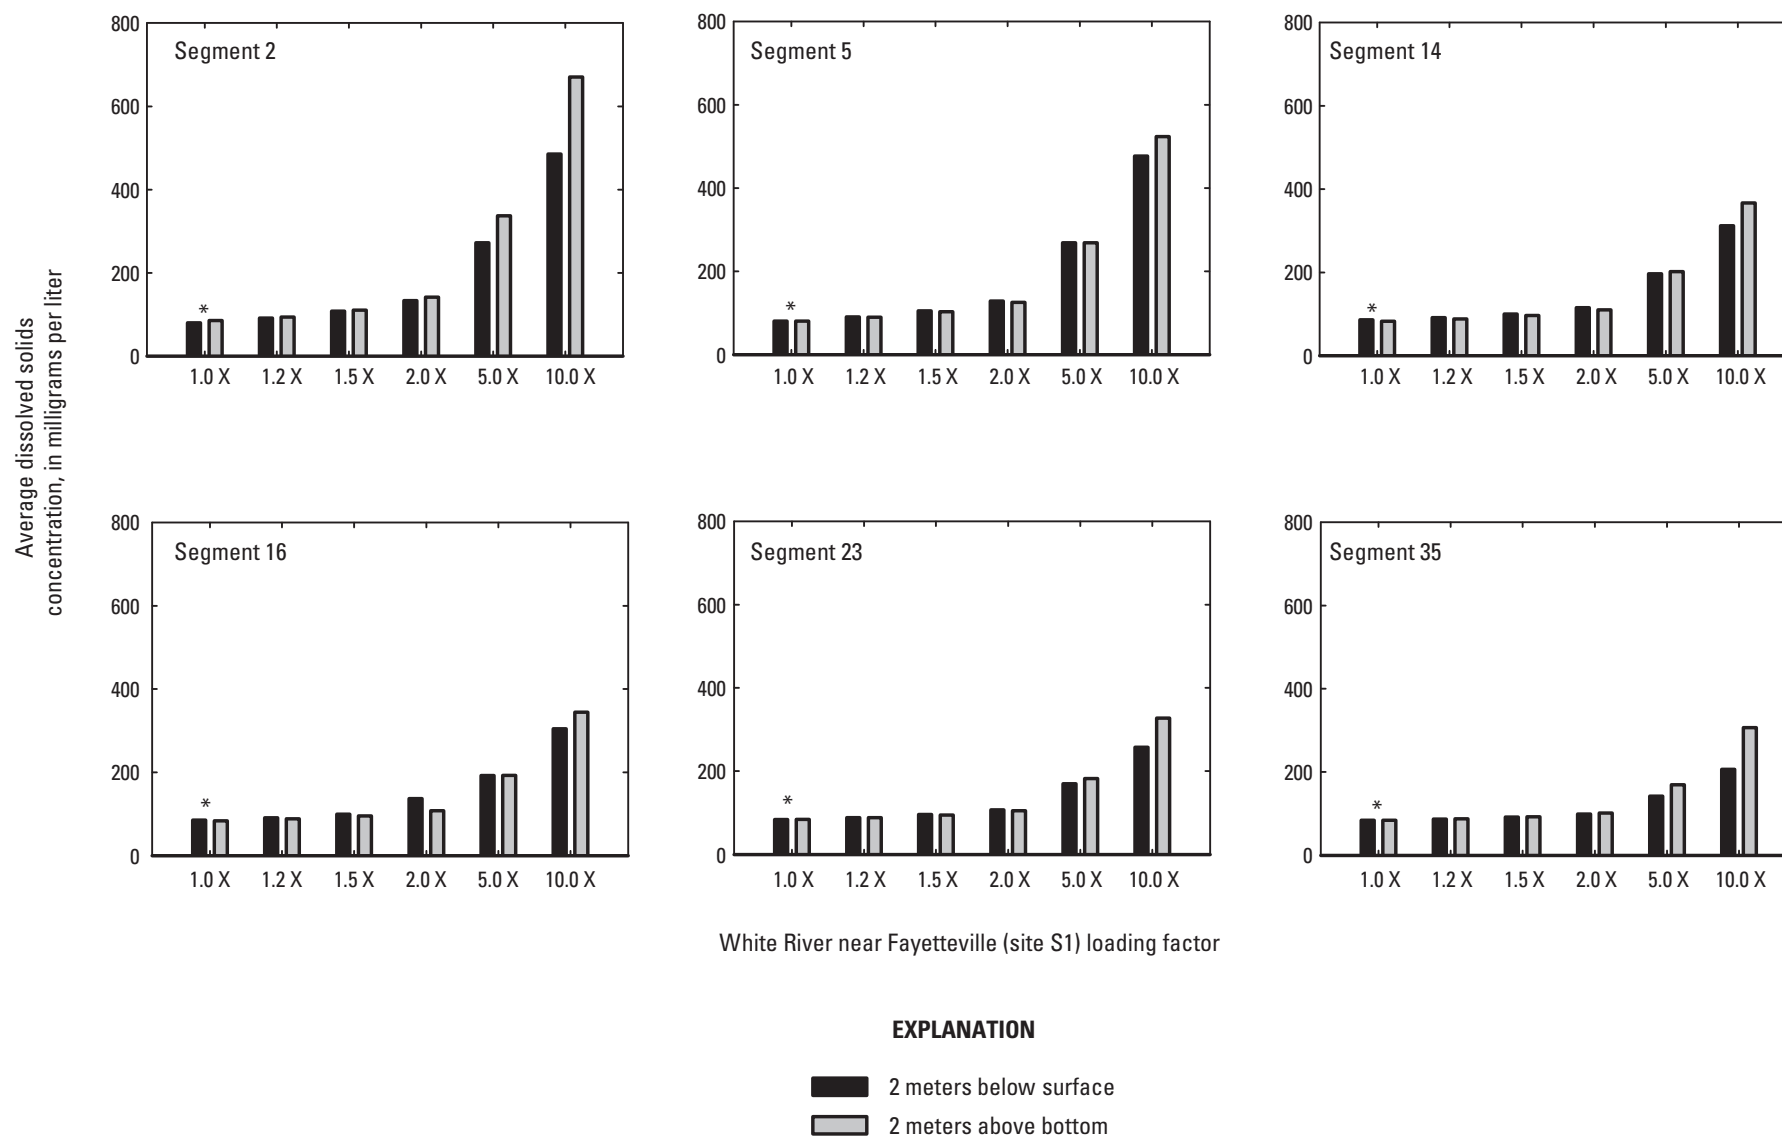 Average dissolved solids
concentration, in milligrams per liter
Segment 2
800
600
400
200
0
*
1.0 X 1.2 X 1.5 X 2.0 X 5.0 X 10.0 X
Segment 5
800
600
400
200
0
*
1.0 X 1.2 X 1.5 X 2.0 X 5.0 X 10.0 X
Segment 14
800
600
400
200
0
*
1.0 X 1.2 X 1.5 X 2.0 X 5.0 X 10.0 X
Segment 16
800
600
400
200
0
*
1.0 X 1.2 X 1.5 X 2.0 X 5.0 X 10.0 X
Segment 23
800
600
400
200
0
*
1.0 X 1.2 X 1.5 X 2.0 X 5.0 X 10.0 X
Segment 35
800
600
400
200
0
*
1.0 X 1.2 X 1.5 X 2.0 X 5.0 X 10.0 X
White River near Fayetteville (site S1) loading factor
EXPLANATION
2 meters below surface
2 meters above bottom